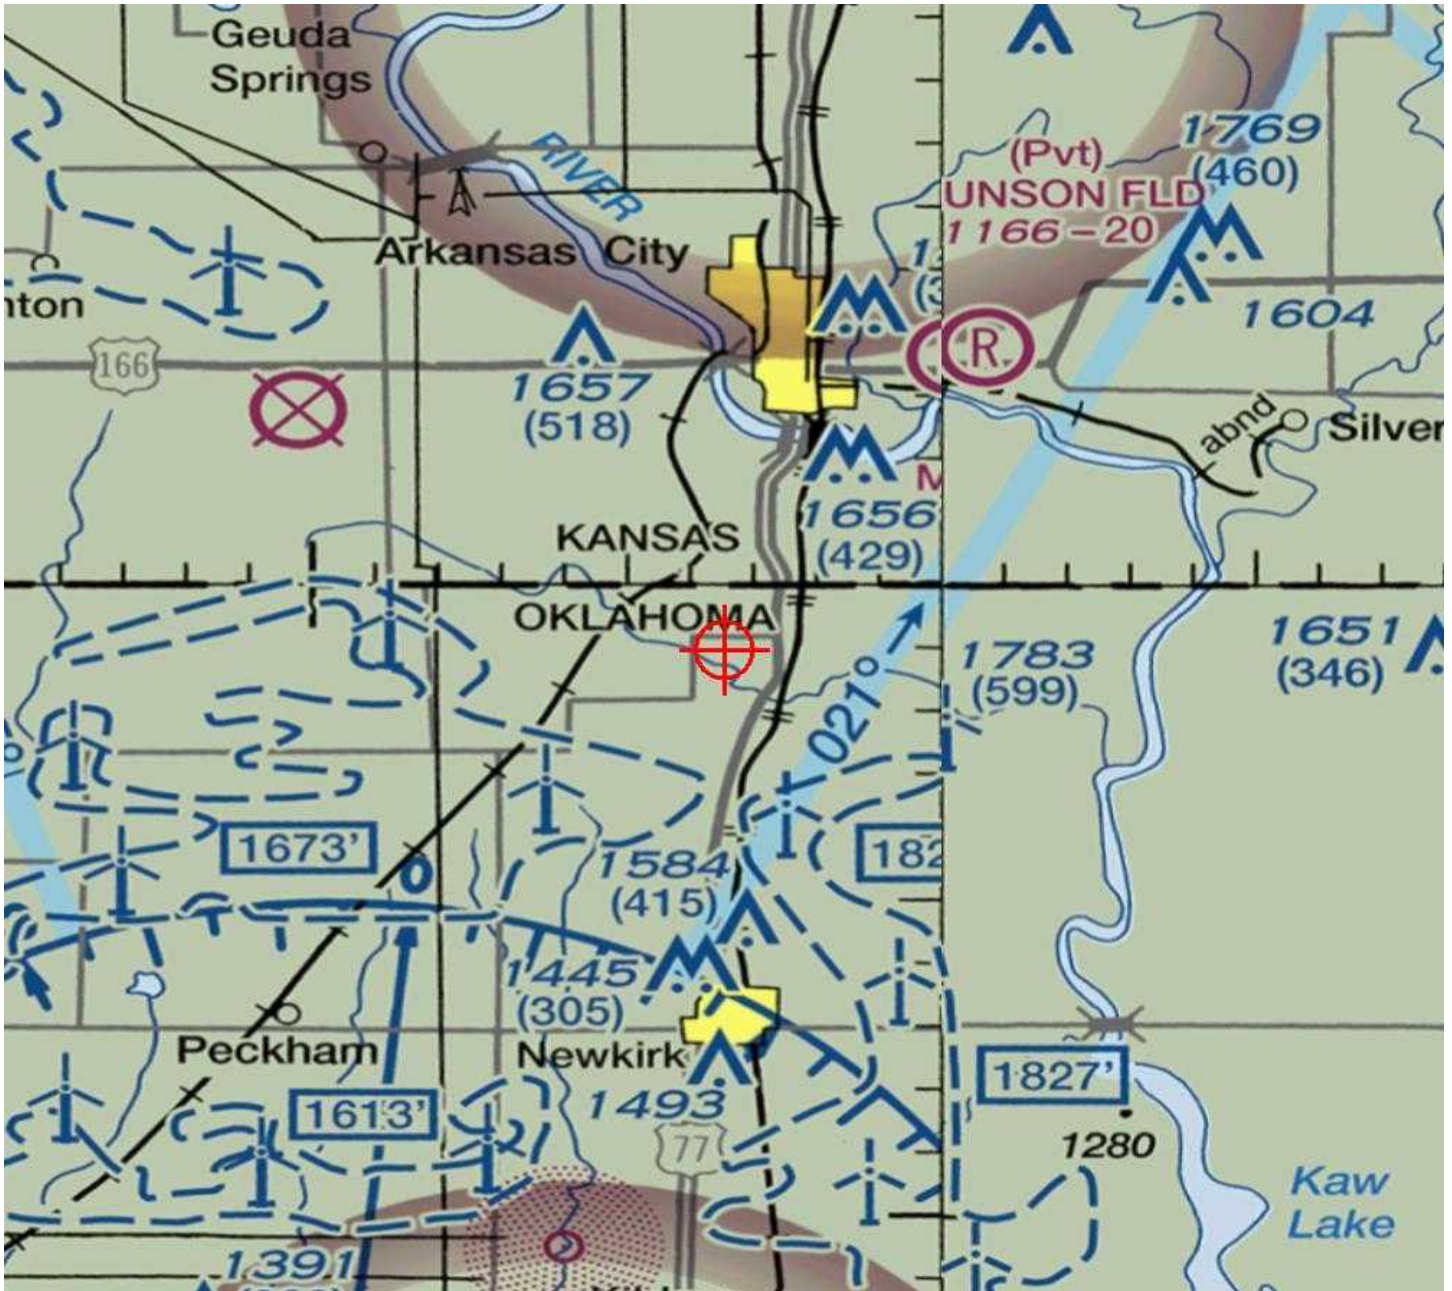 Geuda
Springs
RIVER
(Pvt)
UNSON FLD
1166 – 20
1769
(460)
Arkansas City
nton
166
1604
R
1657
(518)
abnd
Silver
M
1656
(429)
KANSAS
OKLAHOMA
1651
(346)
1783
(599)
021°
1673'
182
1584
(415)
0
1445
(305)
Peckham
Newkirk
1827'
1613'
1493
77
1280
Kaw
Lake
1391